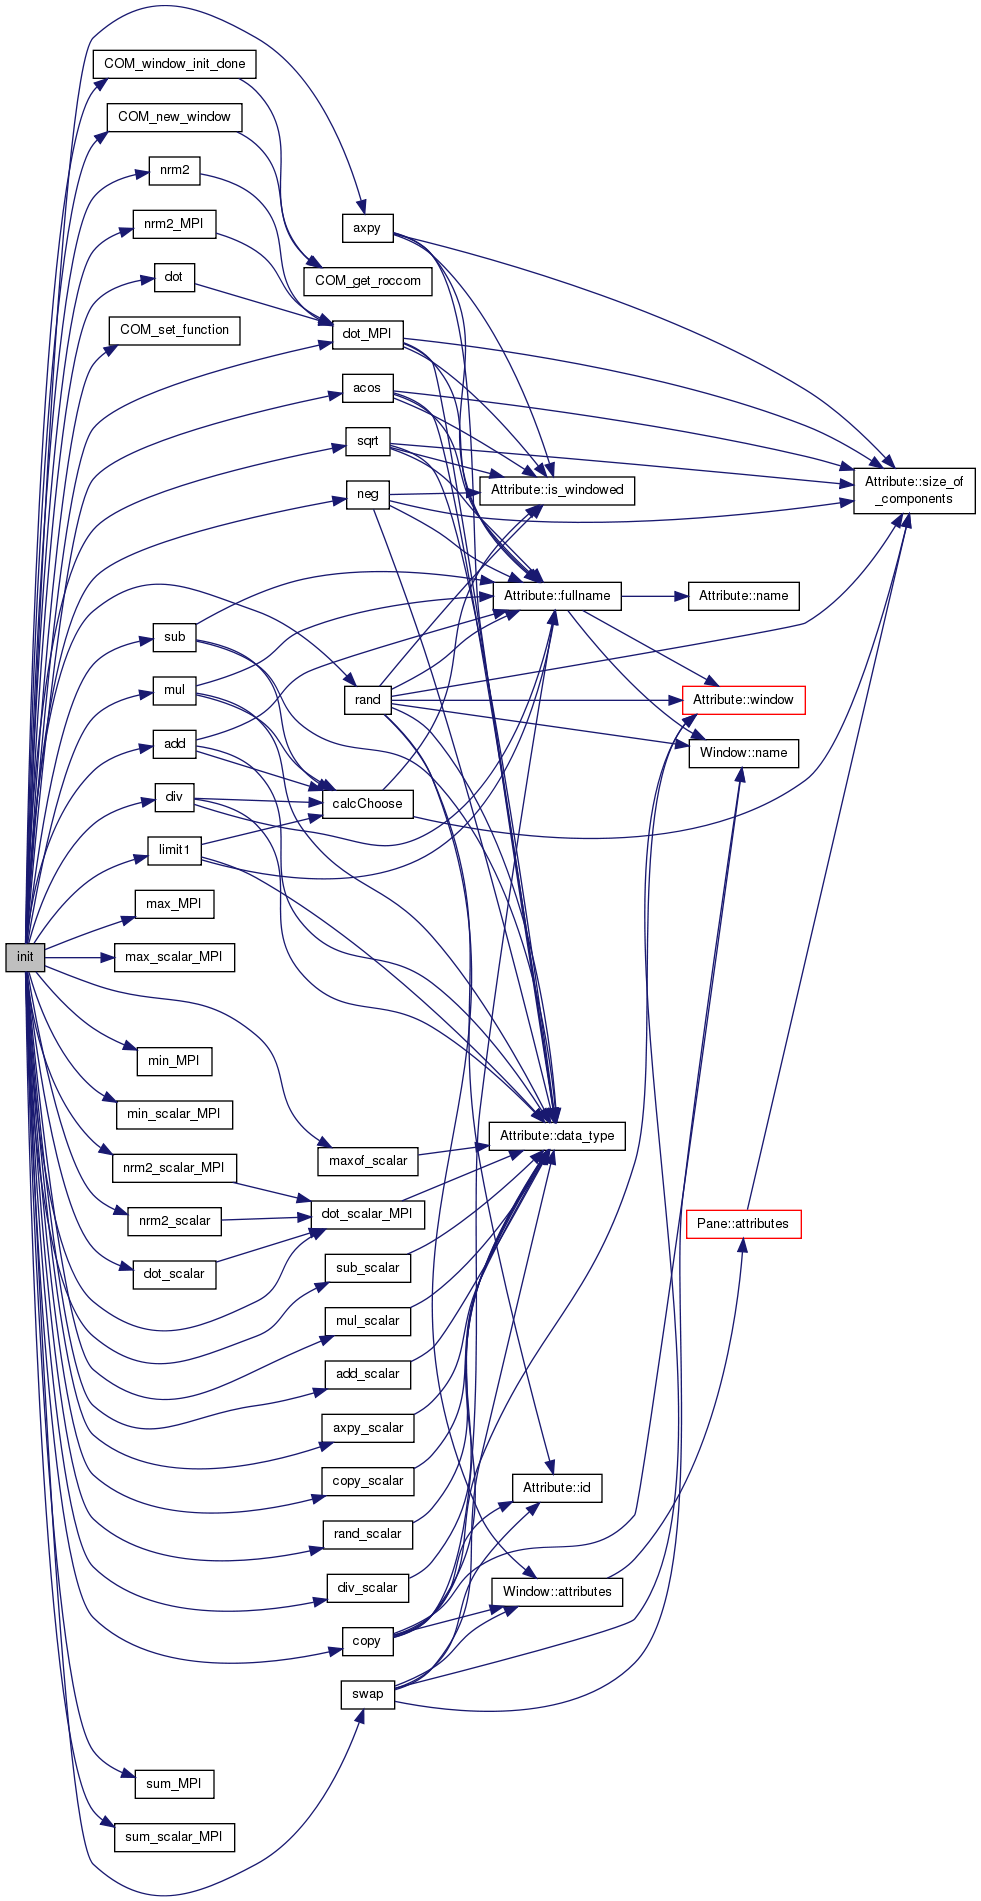 COM_window_init_done
COM_new_window
nrm2
nrm2_MPI
axpy
dot
COM_get_roccom
COM_set_function
dot_MPI
acos
sqrt
Attribute::size_of
_components
neg
Attribute::is_windowed
Attribute::fullname
Attribute::name
sub
mul
rand
Attribute::window
add
Window::name
div
calcChoose
limit1
max_MPI
init
max_scalar_MPI
min_MPI
min_scalar_MPI
Attribute::data_type
nrm2_scalar_MPI
maxof_scalar
nrm2_scalar
dot_scalar_MPI
Pane::attributes
dot_scalar
sub_scalar
mul_scalar
add_scalar
axpy_scalar
copy_scalar
Attribute::id
rand_scalar
div_scalar
Window::attributes
copy
swap
sum_MPI
sum_scalar_MPI